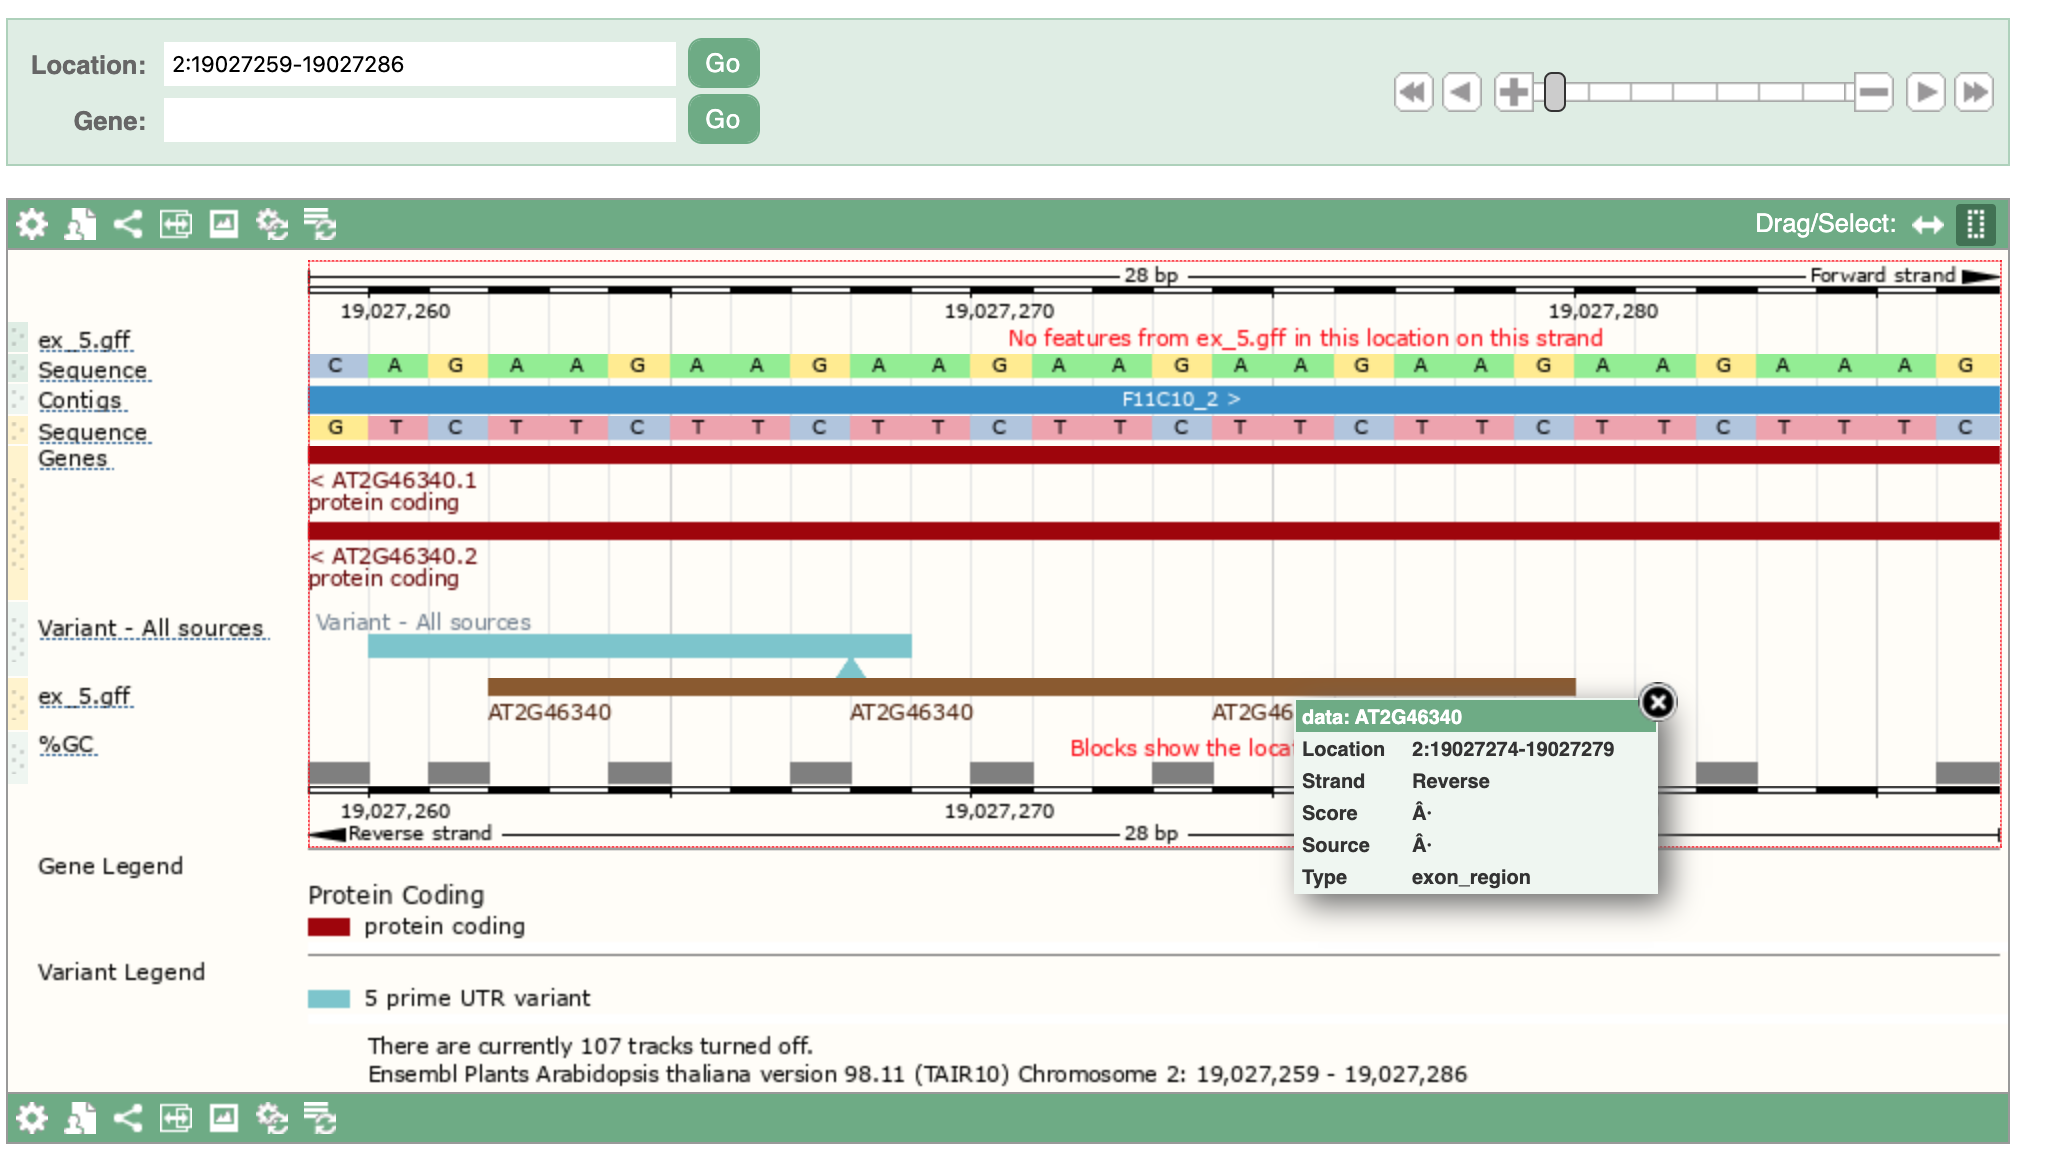 Location: 2:19027259-19027286 Go
Gene: Go
Drag/Select:
28 bp Forward strand
19,027,260 19,027,270 19,027,280
ex_5.gff No features from ex_5.gff in this location on this strand
Sequence C A G A A G A A G A A G A A G A A G A A G A A G A A A G
Contigs F11C10_2 >
Sequence G T C T T C T T C T T C T T C T T C T T C T T C T T T C
Genes
< AT2G46340.1
protein coding
< AT2G46340.2
protein coding
Variant - All sources Variant - All sources
ex_5.gff
AT2G46340 AT2G46340 AT2G46
%GC Blocks show the loca
data: AT2G46340
Location 2:19027274-19027279
Strand Reverse
Score Â·
Source Â·
Type exon_region
19,027,260 19,027,270
Reverse strand 28 bp
Gene Legend
Protein Coding
protein coding
Variant Legend
5 prime UTR variant
There are currently 107 tracks turned off.
Ensembl Plants Arabidopsis thaliana version 98.11 (TAIR10) Chromosome 2: 19,027,259 - 19,027,286